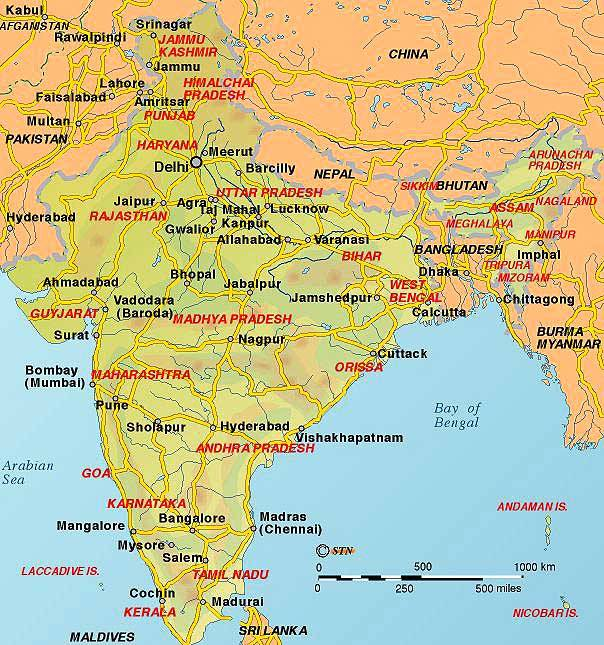 Kabul
AFGANISTAN
Srinagar
Rawalpindi
JAMMU
KASHMIR
CHINA
Jammu
Lahore
HIMALCHAI
PRADESH
Faisalabad
Amritsar
Multan
PUNJAB
PAKISTAN
HARYANA
Meerut
Delhi
Barcilly
NEPAL
ARUNACHAI
PRADESH
SIKKIM
BHUTAN
Jaipur
Agra
UTTAR PRADESH
Taj Mahal
Lucknow
ASSAM
NAGALAND
Hyderabad
RAJASTHAN
Gwalior
Kanpur
MEGHALAYA
Allahabad
Varanasi
MANIPUR
BIHAR
BANGLADESH
Imphal
Ahmadabad
Bhopal
Dhaka
TRIPURA
MIZORAM
Jabalpur
WEST
BENGAL
Vadodara
(Baroda)
Jamshedpur
Chittagong
GUYJARAT
MADHYA PRADESH
Calcutta
Surat
Nagpur
BURMA
MYANMAR
Cuttack
Bombay
(Mumbai)
MAHARASHTRA
ORISSA
Pune
Bay of
Bengal
Sholapur
Hyderabad
Vishakhapatnam
ANDHRA PRADESH
Arabian
Sea
GOA
KARNATAKA
ANDAMAN IS.
Mangalore
Bangalore
Madras
(Chennai)
Mysore
Salem
© STN
LACCADIVE IS.
TAMIL NADU
0 500 1000 km
0 250 500 miles
Cochin
KERALA
Madurai
NICOBAR IS.
MALDIVES
SRI LANKA